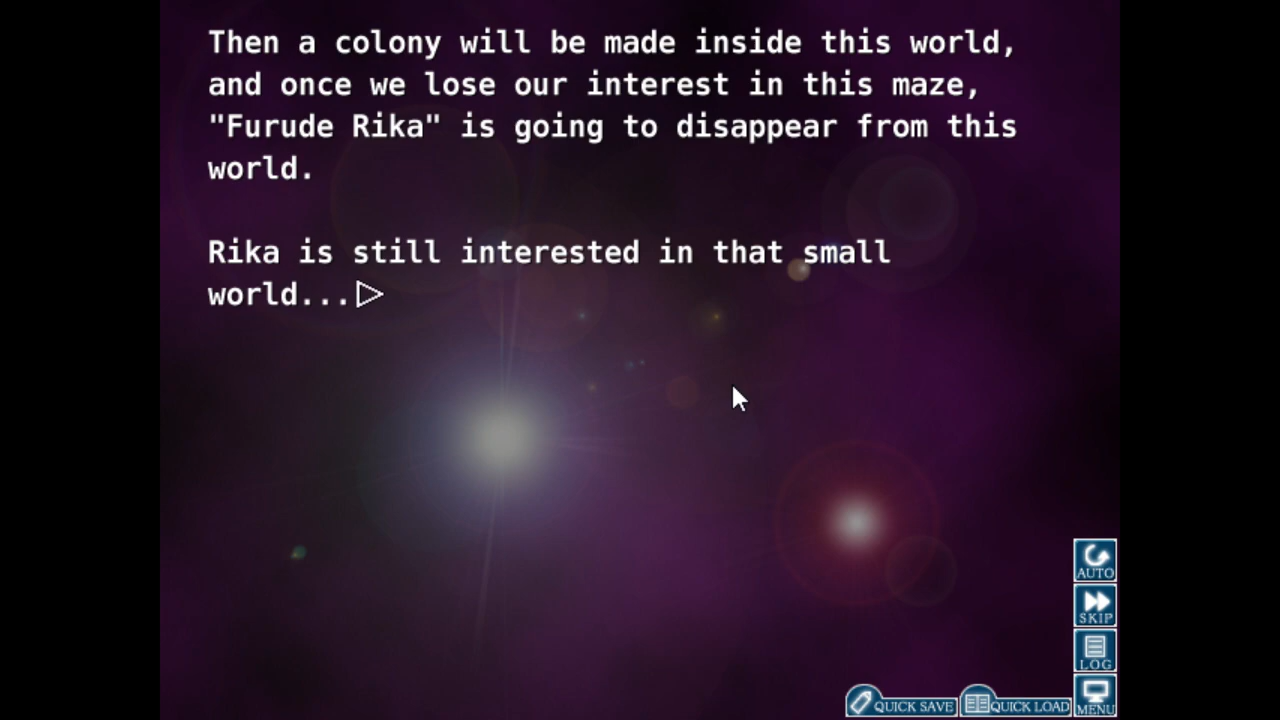 Then a colony will be made inside this world,
and once we lose our interest in this maze,
"Furude Rika" is going to disappear from this
world.
Rika is still interested in that small
world...
AUTO
SKIP
LOG
QUICK SAVE
QUICK LOAD
MENU